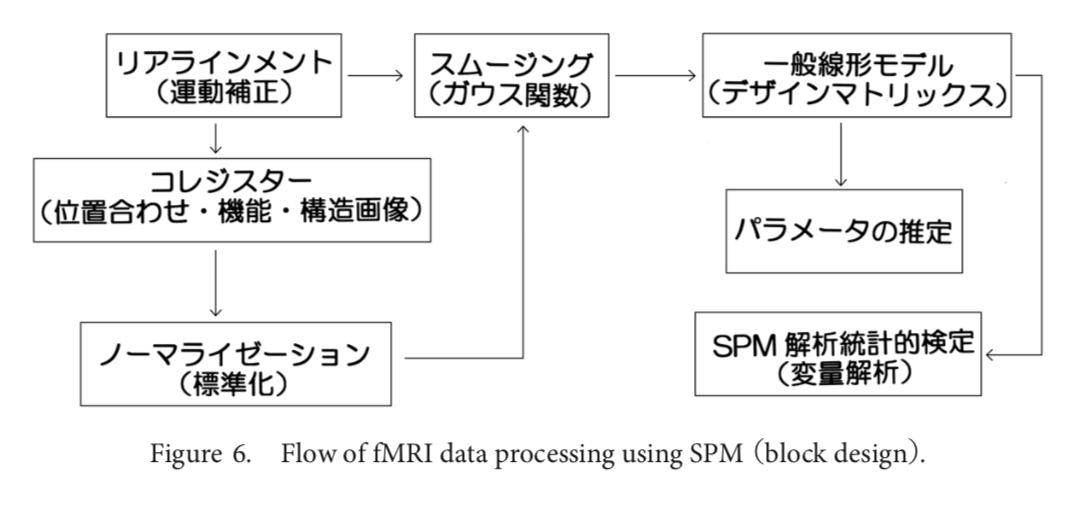 リアラインメント
（運動補正）
スムージング
（ガウス関数）
一般線形モデル
（デザインマトリックス）
コレジスター
（位置合わせ・機能・構造画像）
パラメータの推定
ノーマライゼーション
（標準化）
SPM 解析統計的検定
（変量解析）
Figure 6. Flow of fMRI data processing using SPM（block design）.